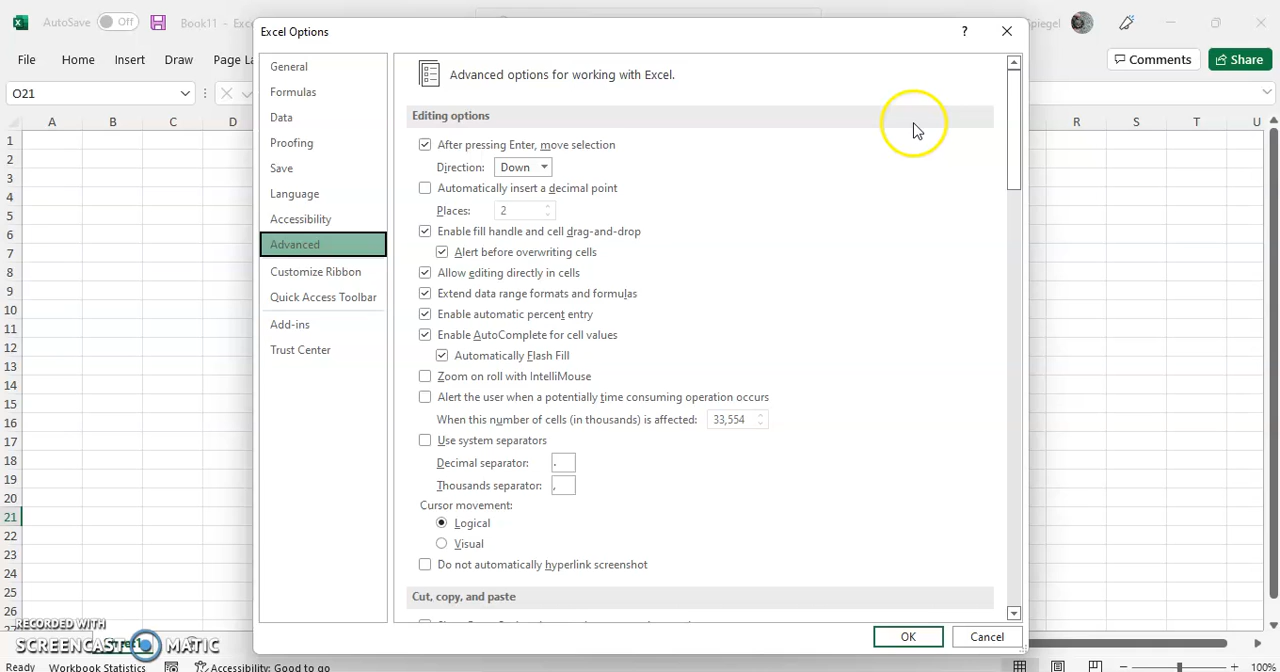 AutoSave Off Book11 - Exce
Excel Options
?
piegel
File Home Insert Draw Page La
Comments Share
O21
A B C D R S T U
General
Formulas
Data
Proofing
Save
Language
Accessibility
Advanced
Customize Ribbon
Quick Access Toolbar
Add-ins
Trust Center
Advanced options for working with Excel.
Editing options
After pressing Enter, move selection
Direction: Down
Automatically insert a decimal point
Places: 2
Enable fill handle and cell drag-and-drop
Alert before overwriting cells
Allow editing directly in cells
Extend data range formats and formulas
Enable automatic percent entry
Enable AutoComplete for cell values
Automatically Flash Fill
Zoom on roll with IntelliMouse
Alert the user when a potentially time consuming operation occurs
When this number of cells (in thousands) is affected: 33,554
Use system separators
Decimal separator: .
Thousands separator: ,
Cursor movement:
Logical
Visual
Do not automatically hyperlink screenshot
Cut, copy, and paste
OK Cancel
1
2
3
4
5
6
7
8
9
10
11
12
13
14
15
16
17
18
19
20
21
22
23
24
25
26
RECORDED WITH
SCREENCAST MATIC
Ready Workbook Statistics Accessibility: Good to go 100%